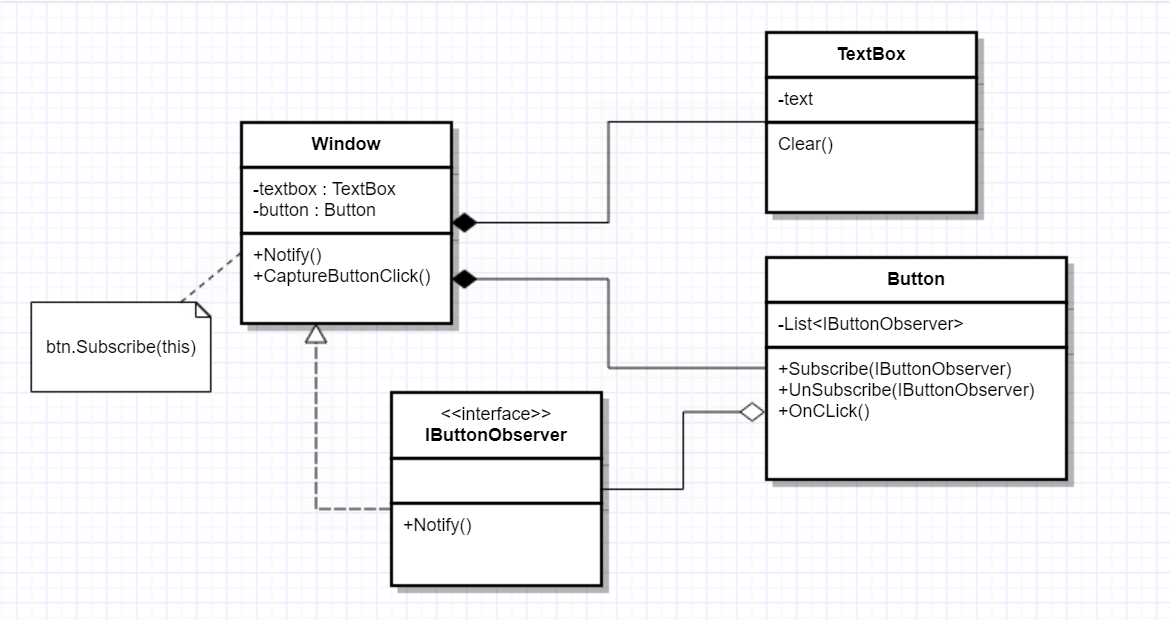 TextBox
-text
Clear()
Window
-textbox : TextBox
-button : Button
+Notify()
+CaptureButtonClick()
btn.Subscribe(this)
Button
-List<IButtonObserver>
+Subscribe(IButtonObserver)
+UnSubscribe(IButtonObserver)
+OnCLick()
<<interface>>
IButtonObserver
+Notify()